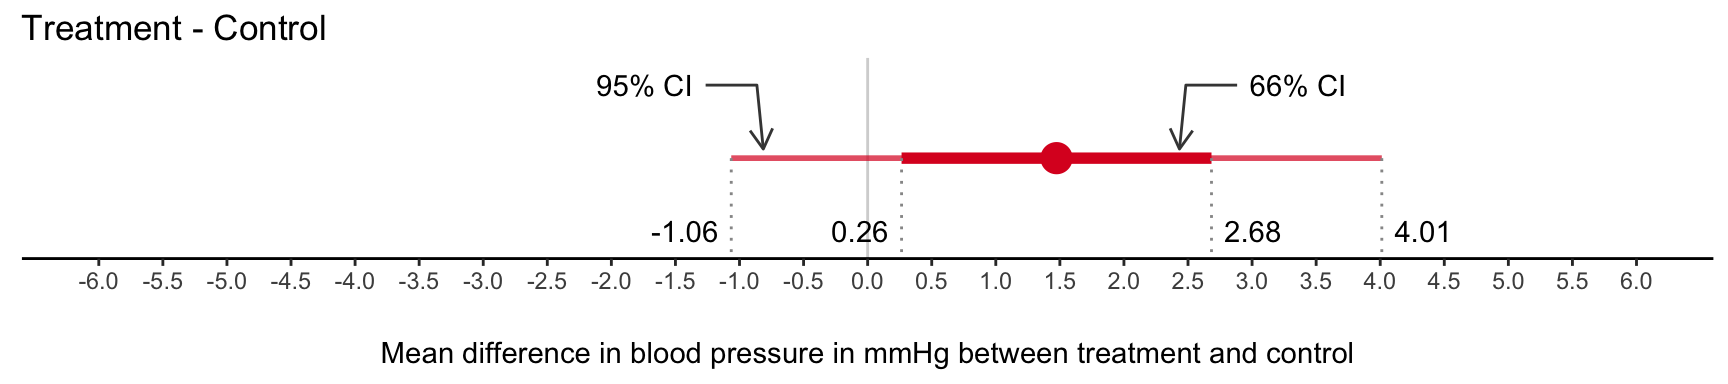 Treatment - Control
95% CI 66% CI
-1.06 0.26 2.68 4.01
-6.0 -5.5 -5.0 -4.5 -4.0 -3.5 -3.0 -2.5 -2.0 -1.5 -1.0 -0.5 0.0 0.5 1.0 1.5 2.0 2.5 3.0 3.5 4.0 4.5 5.0 5.5 6.0
Mean difference in blood pressure in mmHg between treatment and control